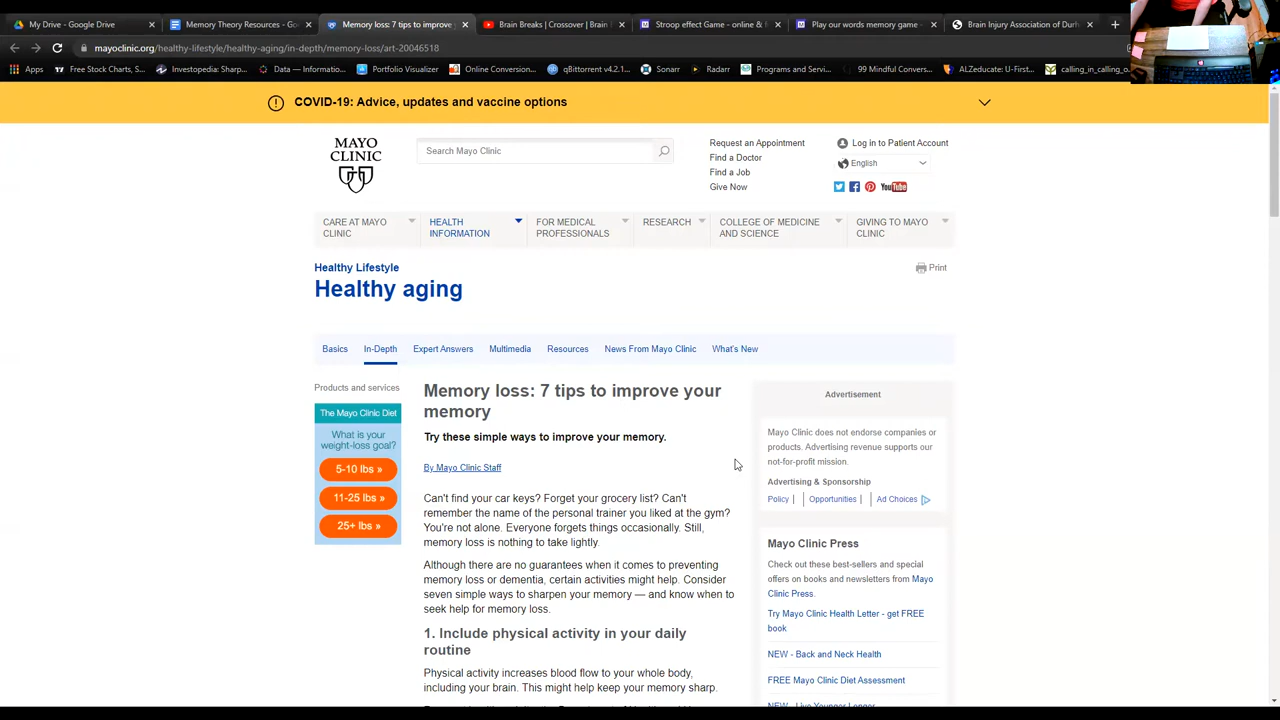 My Drive - Google Drive
Memory Theory Resources - Go
Memory loss: 7 tips to improve
Brain Breaks | Crossover | Brain
Stroop effect Game - online &
Play our words memory game
Brain Injury Association of Durh
mayoclinic.org/healthy-lifestyle/healthy-aging/in-depth/memory-loss/art-20046518
Apps
Free Stock Charts, S...
Investopedia: Sharp...
Data — Informatio...
Portfolio Visualizer
Online Conversion...
qBittorrent v4.2.1...
Sonarr
Radarr
Programs and Servi...
99 Mindful Convers...
ALZeducate: U-First...
calling_in_calling_o...
COVID-19: Advice, updates and vaccine options
MAYO
CLINIC
Search Mayo Clinic
Request an Appointment
Find a Doctor
Find a Job
Give Now
Log in to Patient Account
English
YouTube
CARE AT MAYO
CLINIC
HEALTH
INFORMATION
FOR MEDICAL
PROFESSIONALS
RESEARCH
COLLEGE OF MEDICINE
AND SCIENCE
GIVING TO MAYO
CLINIC
Healthy Lifestyle
Print
Healthy aging
Basics
In-Depth
Expert Answers
Multimedia
Resources
News From Mayo Clinic
What's New
Products and services
The Mayo Clinic Diet
What is your
weight-loss goal?
5-10 lbs »
11-25 lbs »
25+ lbs »
Memory loss: 7 tips to improve your
memory
Try these simple ways to improve your memory.
By Mayo Clinic Staff
Can't find your car keys? Forget your grocery list? Can't
remember the name of the personal trainer you liked at the gym?
You're not alone. Everyone forgets things occasionally. Still,
memory loss is nothing to take lightly.
Although there are no guarantees when it comes to preventing
memory loss or dementia, certain activities might help. Consider
seven simple ways to sharpen your memory — and know when to
seek help for memory loss.
1. Include physical activity in your daily
routine
Physical activity increases blood flow to your whole body,
including your brain. This might help keep your memory sharp.
Advertisement
Mayo Clinic does not endorse companies or
products. Advertising revenue supports our
not-for-profit mission.
Advertising & Sponsorship
Policy |
Opportunities |
Ad Choices
Mayo Clinic Press
Check out these best-sellers and special
offers on books and newsletters from Mayo
Clinic Press.
Try Mayo Clinic Health Letter - get FREE
book
NEW - Back and Neck Health
FREE Mayo Clinic Diet Assessment